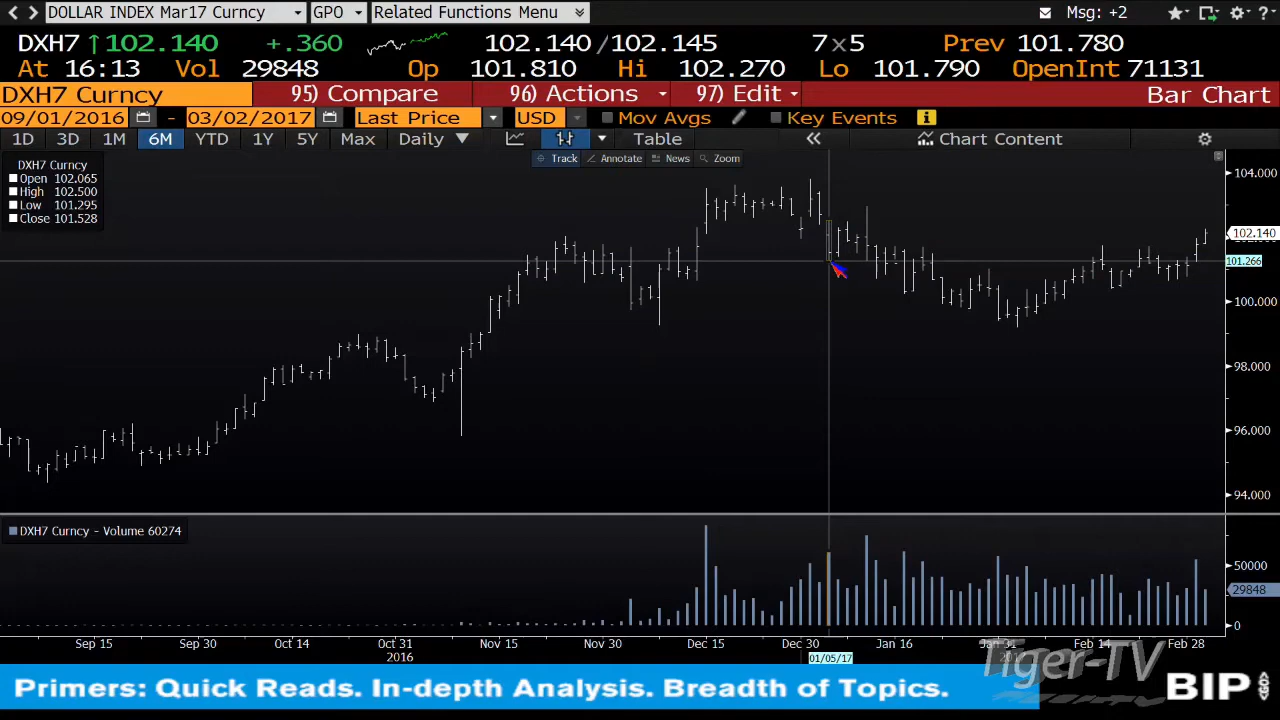 DOLLAR INDEX Mar17 Curncy GPO Related Functions Menu Msg: +2
DXH7 ↑102.140 +.360 102.140/102.145 7x5 Prev 101.780
At 16:13 Vol 29848 Op 101.810 Hi 102.270 Lo 101.790 OpenInt 71131
DXH7 Curncy 95) Compare 96) Actions 97) Edit Bar Chart
09/01/2016 - 03/02/2017 Last Price USD Mov Avgs Key Events
1D 3D 1M 6M YTD 1Y 5Y Max Daily ▼ Table « Chart Content
Track Annotate News Zoom
DXH7 Curncy
Open 102.065
High 102.500
Low 101.295
Close 101.528
104.000
102.140
101.266
100.000
98.000
96.000
94.000
DXH7 Curncy - Volume 60274
50000
29848
0
Sep 15 Sep 30 Oct 14 Oct 31 Nov 15 Nov 30 Dec 15 Dec 30 Jan 16 Jan 31 Feb 14 Feb 28
2016 01/05/17 2017
Tiger-TV
Primers: Quick Reads. In-depth Analysis. Breadth of Topics.
BI